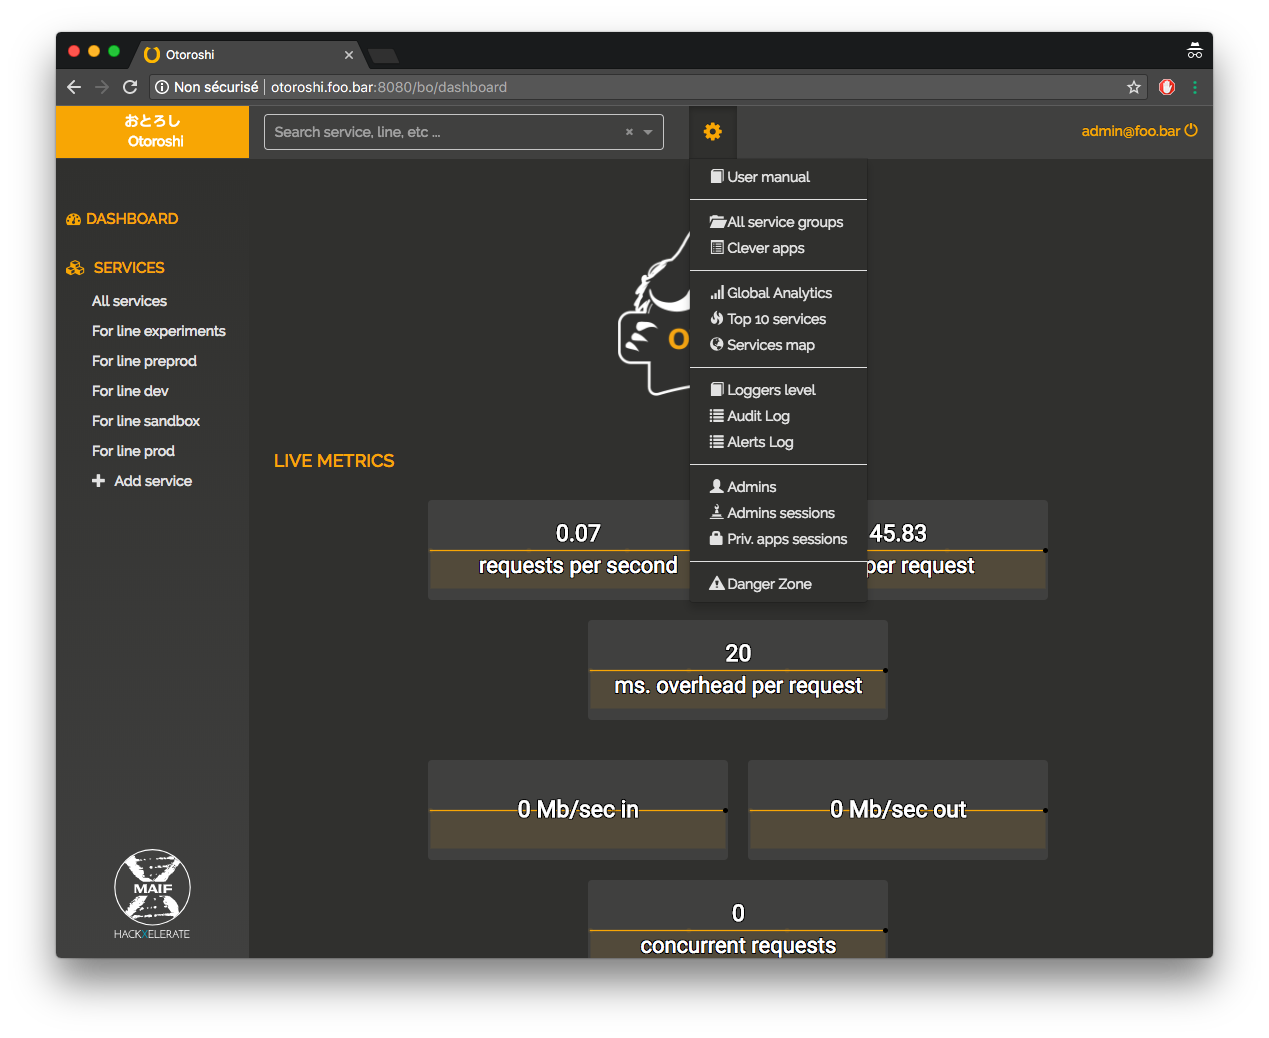 Otoroshi
Non sécurisé | otoroshi.foo.bar:8080/bo/dashboard
おとろし
Otoroshi
Search service, line, etc ...
admin@foo.bar
DASHBOARD
SERVICES
All services
For line experiments
For line preprod
For line dev
For line sandbox
For line prod
Add service
MAIF
HACKXELERATE
User manual
All service groups
Clever apps
Global Analytics
Top 10 services
Services map
Loggers level
Audit Log
Alerts Log
Admins
Admins sessions
Priv. apps sessions
Danger Zone
O
LIVE METRICS
0.07
requests per second
45.83
per request
20
ms. overhead per request
0 Mb/sec in
0 Mb/sec out
0
concurrent requests